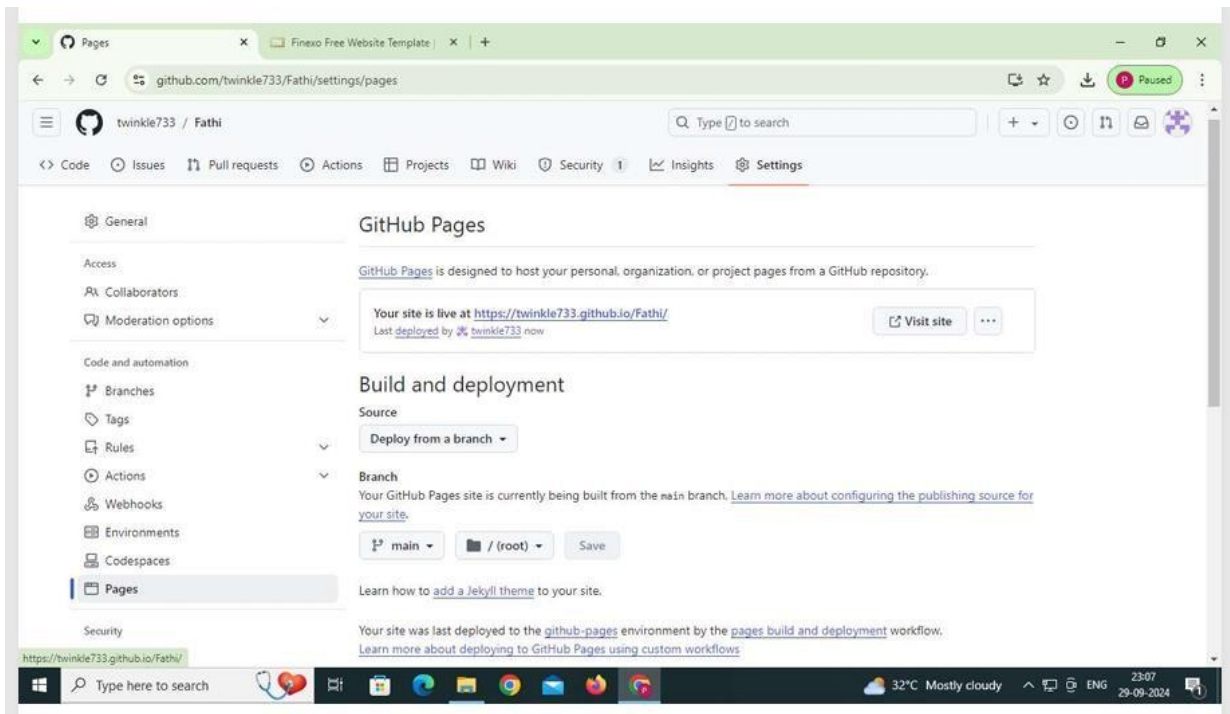 Pages
Finexo Free Website Template |
github.com/twinkle733/Fathi/settings/pages
P Paused
twinkle733 / Fathi
Type / to search
Code Issues Pull requests Actions Projects Wiki Security 1 Insights Settings
General
Access
Collaborators
Moderation options
Code and automation
Branches
Tags
Rules
Actions
Webhooks
Environments
Codespaces
Pages
Security
GitHub Pages
GitHub Pages is designed to host your personal, organization, or project pages from a GitHub repository.
Your site is live at https://twinkle733.github.io/Fathi/
Last deployed by twinkle733 now
Visit site
Build and deployment
Source
Deploy from a branch
Branch
Your GitHub Pages site is currently being built from the main branch. Learn more about configuring the publishing source for
your site.
main / (root) Save
Learn how to add a Jekyll theme to your site.
Your site was last deployed to the github-pages environment by the pages build and deployment workflow.
Learn more about deploying to GitHub Pages using custom workflows
https://twinkle733.github.io/Fathi/
Type here to search
32°C Mostly cloudy
ENG
23:07
29-09-2024
1